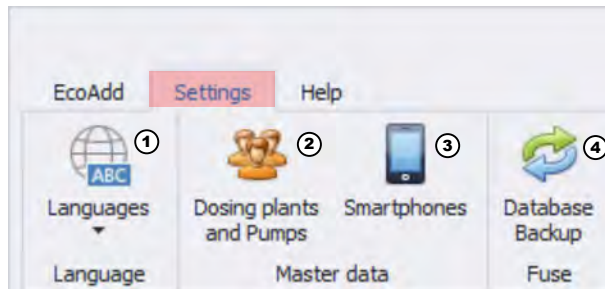 EcoAdd Settings Help
1 2 3 4
ABC
Languages Dosing plants and Pumps Smartphones Database Backup
Language Master data Fuse